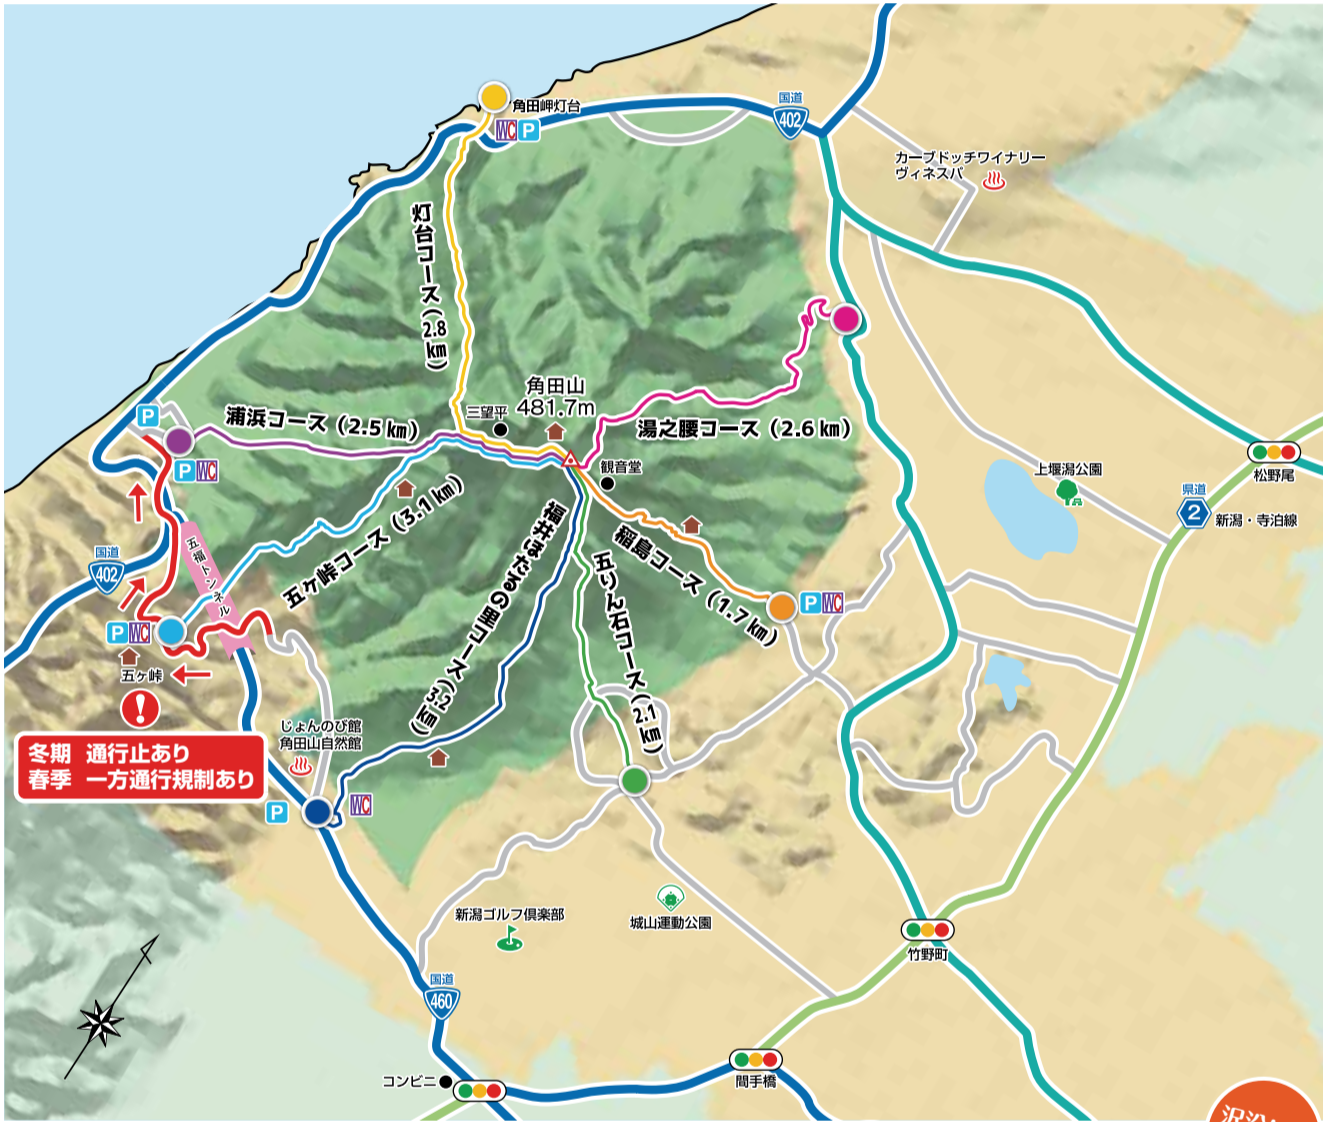 角田岬灯台
WC P
国道
402
カーブドッチワイナリー
ヴィネスパ
灯台コース(2.8km)
角田山
481.7m
三望平
P
浦浜コース(2.5km)
湯之腰コース(2.6km)
観音堂
P WC
上堰潟公園
松野尾
県道
2
新潟・寺泊線
五福トンネル
国道
402
五ヶ峠コース(3.1km)
福井ほたるの里コース(3.2km)
五りん石コース(2.1km)
稲島コース(1.7km)
P WC
P WC
五ヶ峠
!
冬期 通行止あり
春季 一方通行規制あり
じょんのび館
角田山自然館
P
WC
新潟ゴルフ倶楽部
城山運動公園
竹野町
国道
460
コンビニ
間手橋